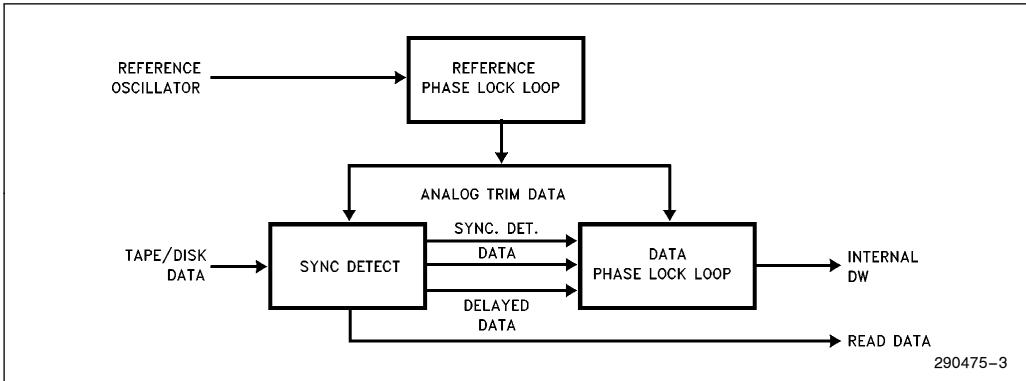 REFERENCE
OSCILLATOR
REFERENCE
PHASE LOCK LOOP
ANALOG TRIM DATA
TAPE/DISK
DATA
SYNC DETECT
SYNC. DET.
DATA
DELAYED
DATA
DATA
PHASE LOCK LOOP
INTERNAL
DW
READ DATA
290475-3